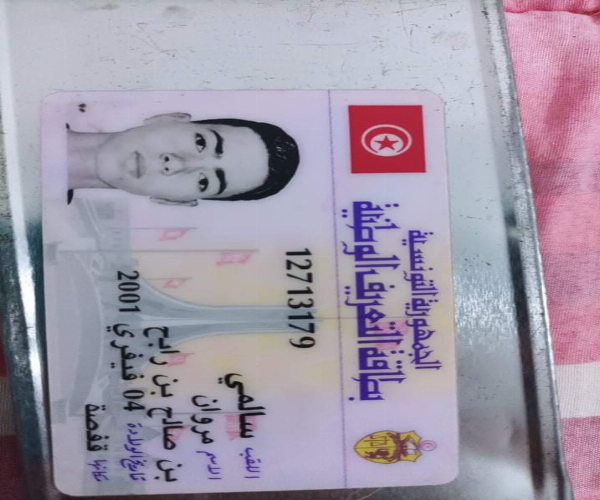 الجمهورية التونسية
بطاقة التعريف الوطنية
12713179
اللقب سالمي
الاسم مروان
بن صلاح بن رابح
تاريخ الولادة 04 فيفري 2001
مكانها قفصة